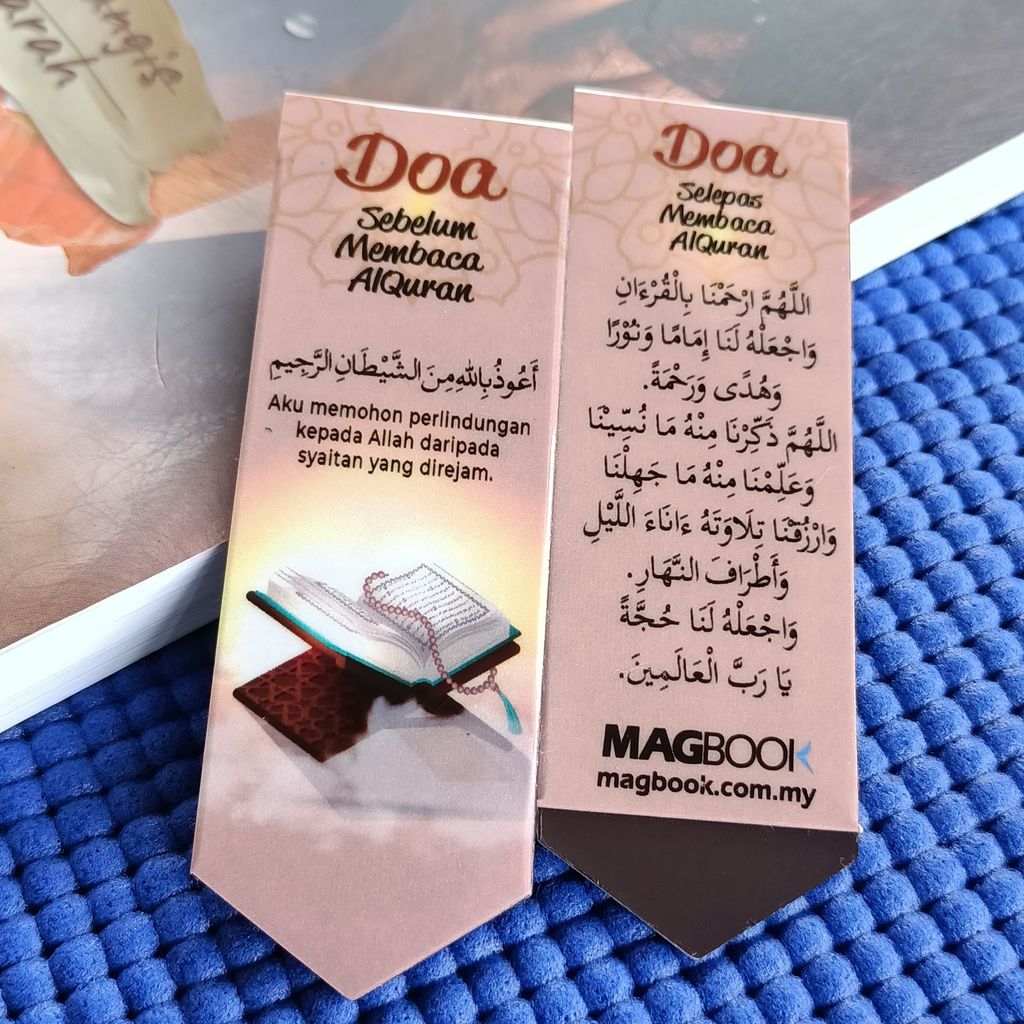 angis
arah
Doa
Sebelum
Membaca
AlQuran
أَعُوذُ بِاللهِ مِنَ الشَّيْطَانِ الرَّجِيمِ
Aku memohon perlindungan
kepada Allah daripada
syaitan yang direjam.
Doa
Selepas
Membaca
AlQuran
اللَّهُمَّ ارْحَمْنَا بِالْقُرْءَانِ
وَاجْعَلْهُ لَنَا إِمَامًا وَنُوْرًا
وَهُدًى وَرَحْمَةً.
اللَّهُمَّ ذَكِّرْنَا مِنْهُ مَا نُسِّيْنَا
وَعَلِّمْنَا مِنْهُ مَا جَهِلْنَا
وَارْزُقْنَا تِلَاوَتَهُ ءَانَاءَ اللَّيْلِ
وَأَطْرَافَ النَّهَارِ.
وَاجْعَلْهُ لَنَا حُجَّةً
يَا رَبَّ الْعَالَمِينَ.
MAGBOOK
magbook.com.my